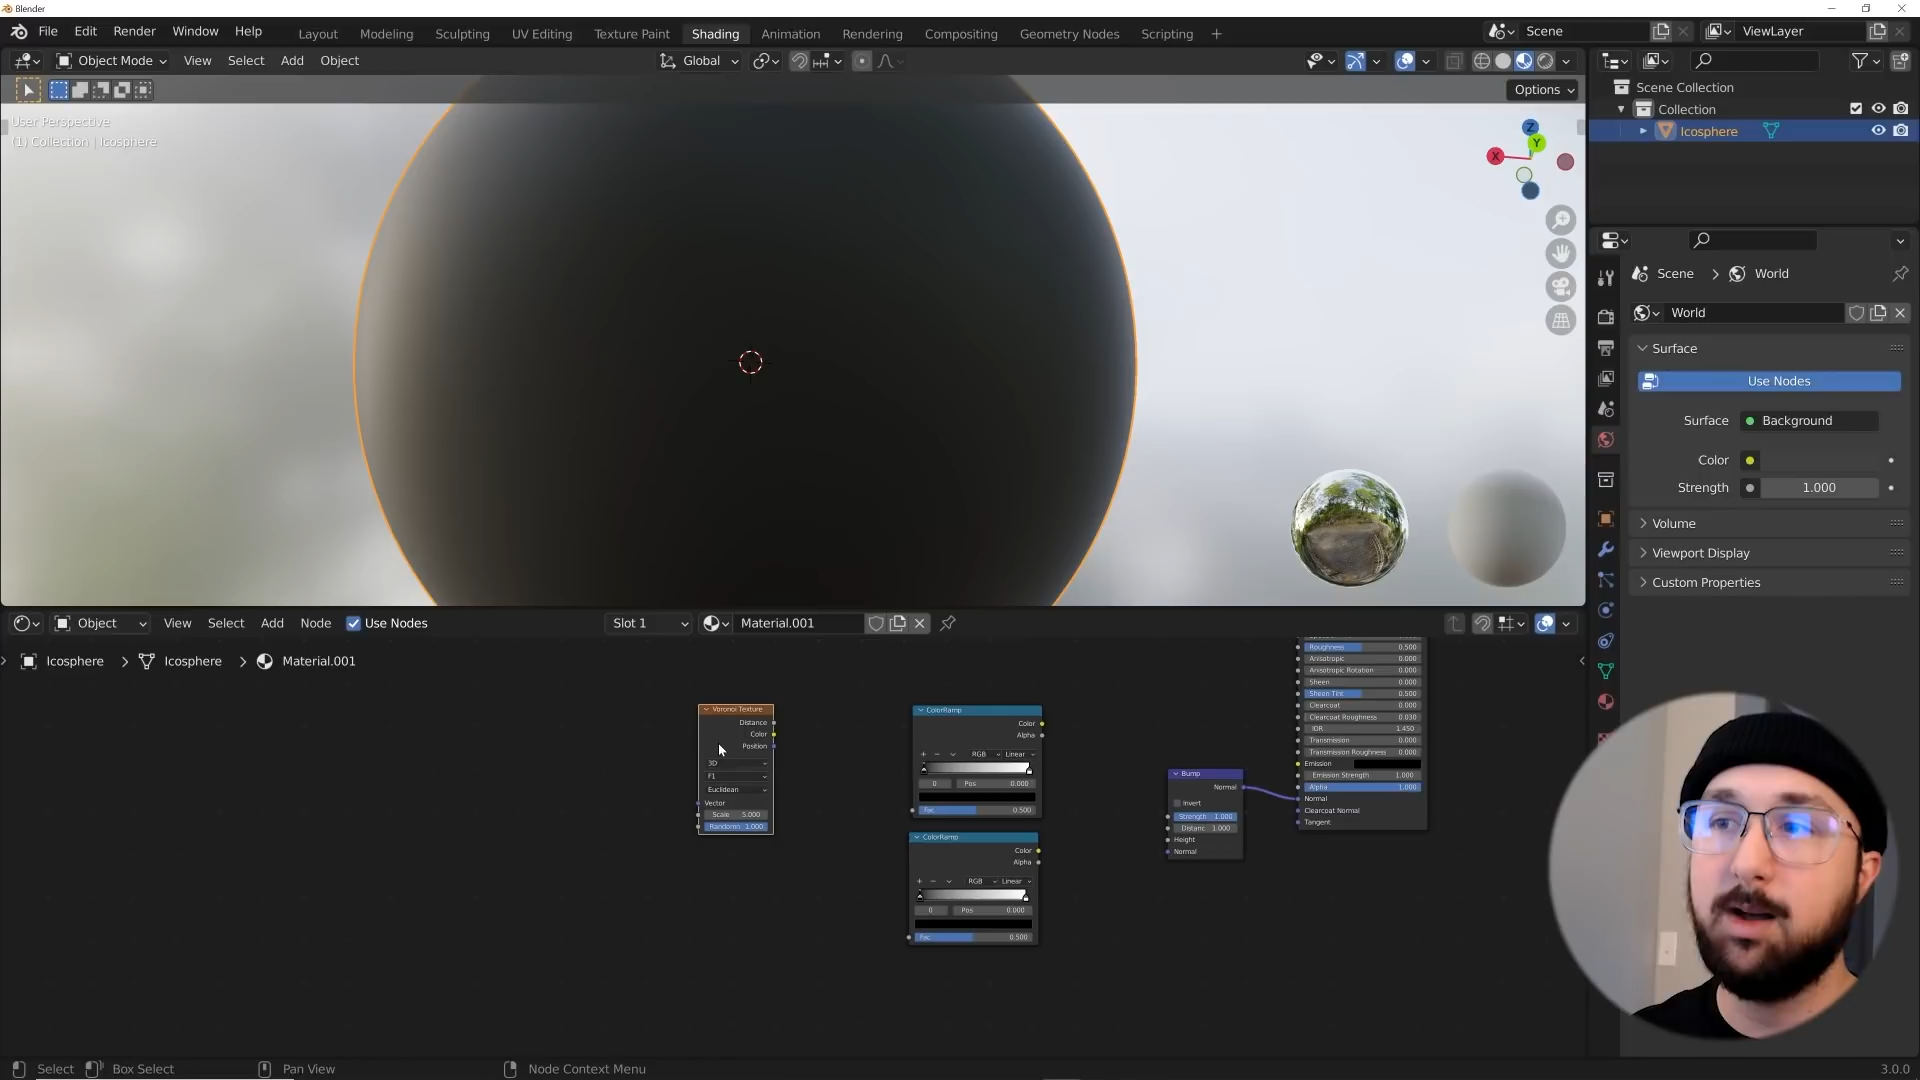 Blender
File Edit Render Window Help
Layout Modeling Sculpting UV Editing Texture Paint Shading Animation Rendering Compositing Geometry Nodes Scripting +
Scene
ViewLayer
Object Mode View Select Add Object
Global
Options
User Perspective
(1) Collection | Icosphere
Z
Y
X
Scene Collection
Collection
Icosphere
Scene > World
World
Surface
Use Nodes
Surface Background
Color
Strength 1.000
Volume
Viewport Display
Custom Properties
Object View Select Add Node Use Nodes
Slot 1
Material.001
Icosphere > Icosphere > Material.001
Voronoi Texture
Distance
Color
Position
3D
F1
Euclidean
Vector
Scale 5.000
Randomn 1.000
ColorRamp
Color
Alpha
+ − RGB Linear
0 Pos 0.000
Fac 0.500
ColorRamp
Color
Alpha
+ − RGB Linear
0 Pos 0.000
Fac 0.500
Bump
Normal
Invert
Strength 1.000
Distanc 1.000
Height
Normal
Roughness 0.500
Anisotropic 0.000
Anisotropic Rotation 0.000
Sheen 0.000
Sheen Tint 0.500
Clearcoat 0.000
Clearcoat Roughness 0.030
IOR 1.450
Transmission 0.000
Transmission Roughness 0.000
Emission
Emission Strength 1.000
Alpha 1.000
Normal
Clearcoat Normal
Tangent
Select Box Select Pan View Node Context Menu
3.0.0